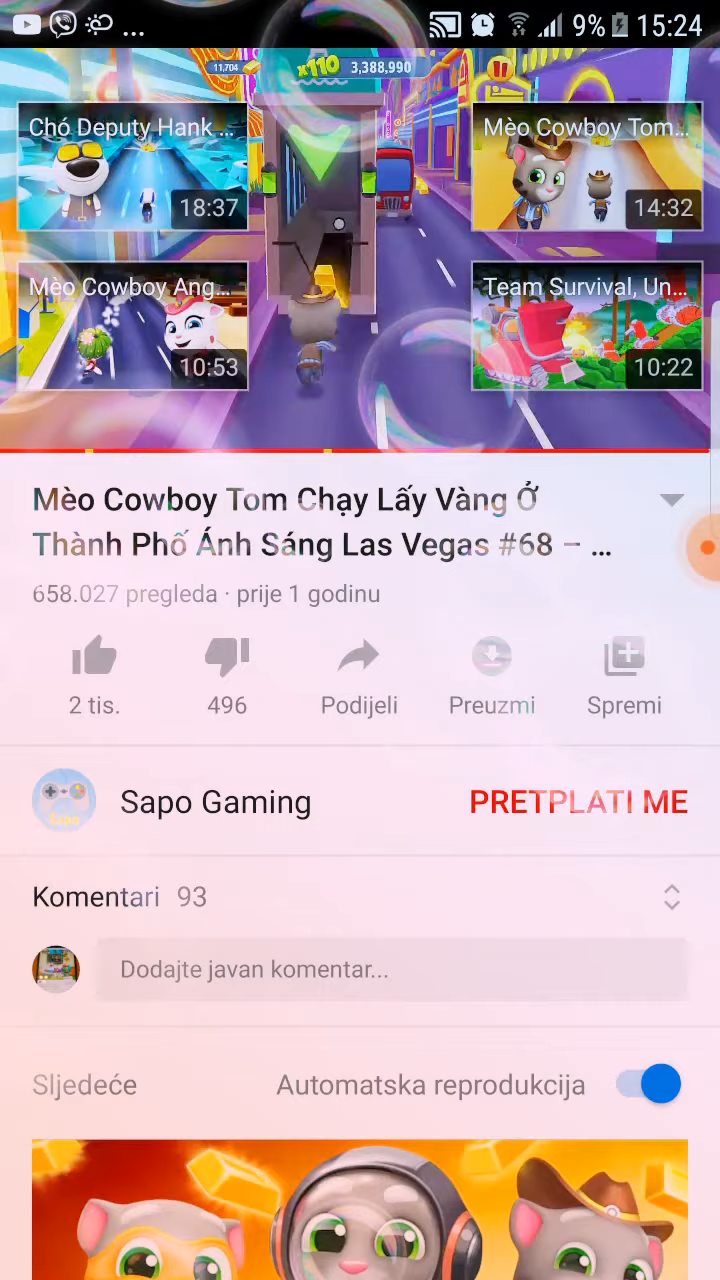 ... 9% 15:24
11,704 x110 3,388,990
Chó Deputy Hank ...
18:37
Mèo Cowboy Tom...
14:32
Mèo Cowboy Ang...
10:53
Team Survival, Un...
10:22
Mèo Cowboy Tom Chạy Lấy Vàng Ở
Thành Phố Ánh Sáng Las Vegas #68 – ...
658.027 pregleda · prije 1 godinu
2 tis. 496 Podijeli Preuzmi Spremi
Sapo
Sapo Gaming PRETPLATI ME
Komentari 93
Dodajte javan komentar...
Sljedeće Automatska reprodukcija